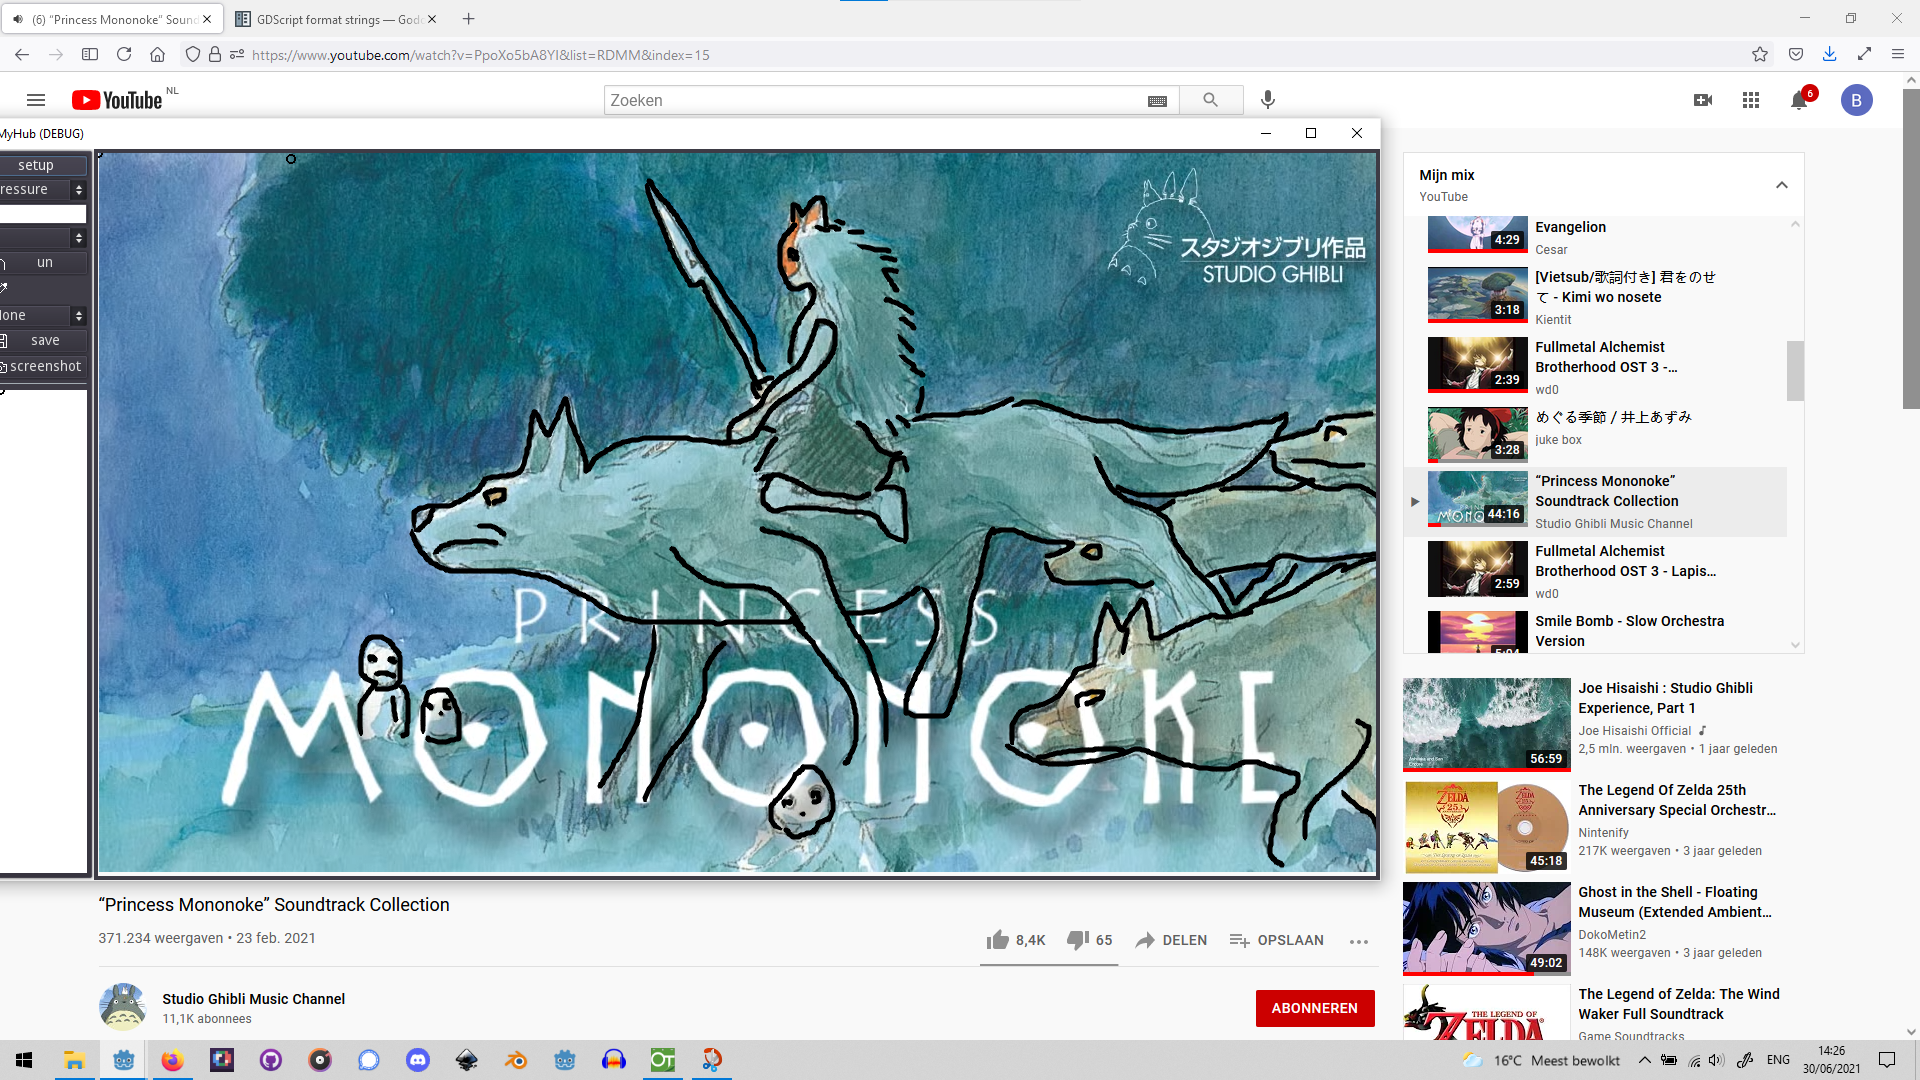 (6) “Princess Mononoke” Soun
GDScript format strings — God
https://www.youtube.com/watch?v=PpoXo5bA8YI&list=RDMM&index=15
YouTube NL
Zoeken
6
B
MyHub (DEBUG)
setup
ressure
un
lone
save
screenshot
スタジオジブリ作品
STUDIO GHIBLI
PRINCESS
MONONOKE
Mijn mix
YouTube
Evangelion
Cesar
4:29
[Vietsub/歌詞付き] 君をのせ
て - Kimi wo nosete
Kientit
3:18
Fullmetal Alchemist
Brotherhood OST 3 -...
wd0
2:39
めぐる季節 / 井上あずみ
juke box
3:28
“Princess Mononoke”
Soundtrack Collection
Studio Ghibli Music Channel
44:16
Fullmetal Alchemist
Brotherhood OST 3 - Lapis...
wd0
2:59
Smile Bomb - Slow Orchestra
Version
5:04
Joe Hisaishi : Studio Ghibli
Experience, Part 1
Joe Hisaishi Official
2,5 mln. weergaven • 1 jaar geleden
56:59
The Legend Of Zelda 25th
Anniversary Special Orchestr...
Nintenify
217K weergaven • 3 jaar geleden
45:18
Ghost in the Shell - Floating
Museum (Extended Ambient...
DokoMetin2
148K weergaven • 3 jaar geleden
49:02
The Legend of Zelda: The Wind
Waker Full Soundtrack
Game Soundtracks
THE LEGEND OF
ZELDA
“Princess Mononoke” Soundtrack Collection
371.234 weergaven • 23 feb. 2021
8,4K
65
DELEN
OPSLAAN
Studio Ghibli Music Channel
11,1K abonnees
ABONNEREN
16°C Meest bewolkt
ENG
14:26
30/06/2021